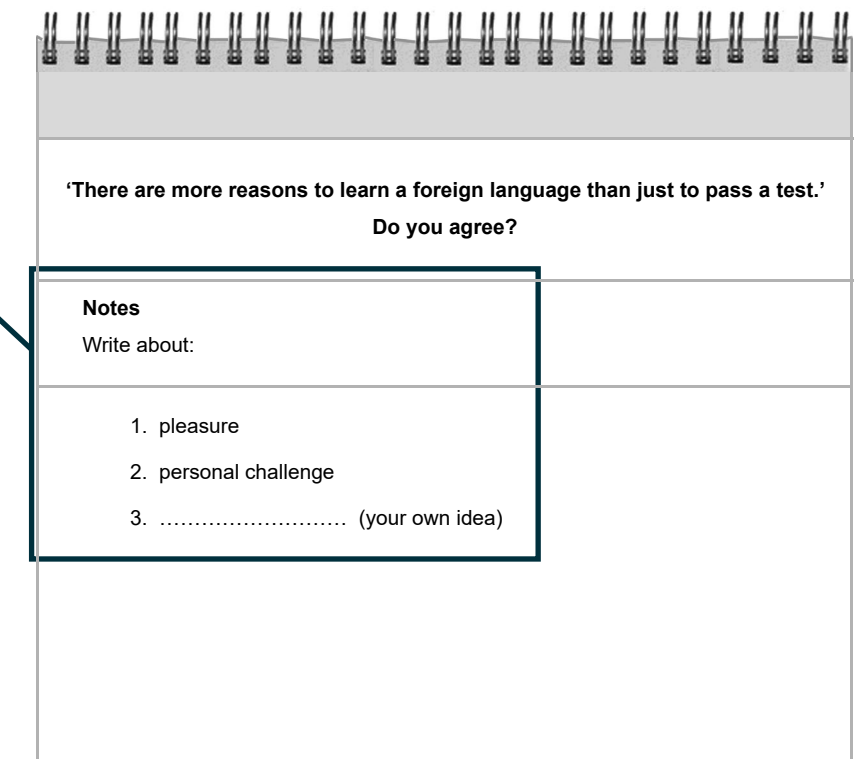 ‘There are more reasons to learn a foreign language than just to pass a test.’
Do you agree?
Notes
Write about:
1. pleasure
2. personal challenge
3. ……………………… (your own idea)